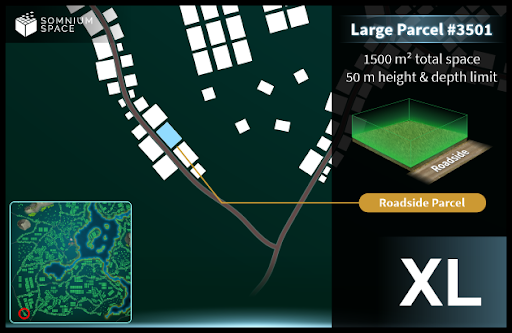 SOMNIUM
SPACE
Large Parcel #3501
1500 m² total space
50 m height & depth limit
Roadside
Roadside Parcel
XL